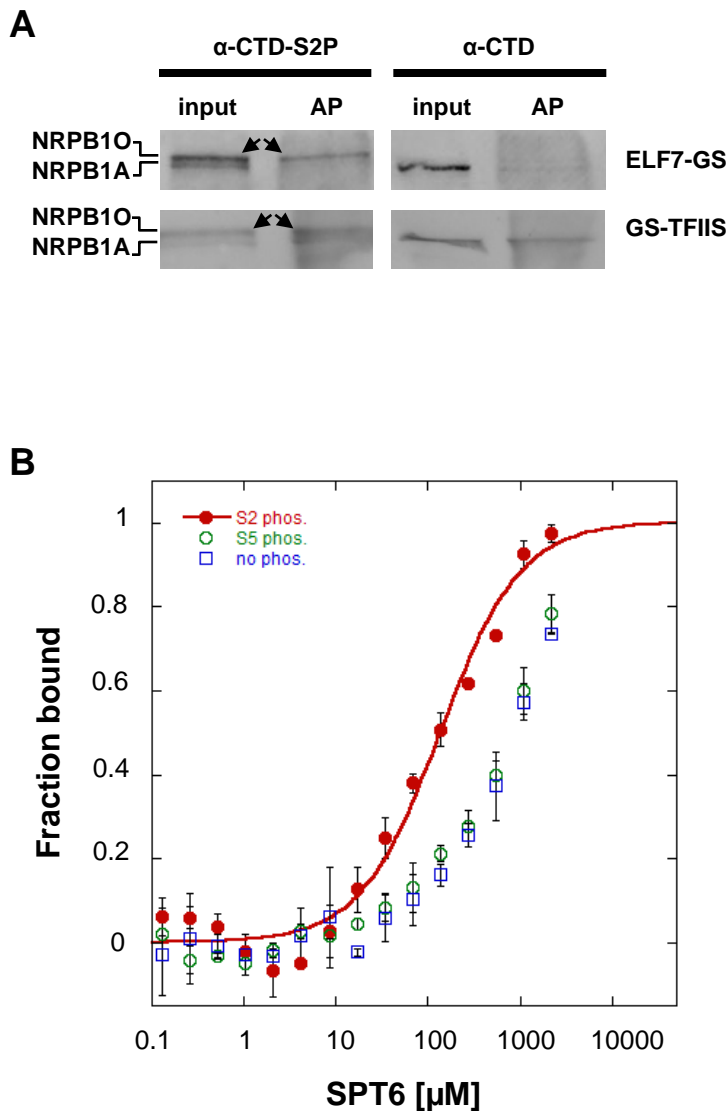 A
α-CTD-S2P α-CTD
input AP input AP
NRPB1O
NRPB1A
ELF7-GS
NRPB1O
NRPB1A
GS-TFIIS
B
S2 phos.
S5 phos.
no phos.
1
0.8
0.6
0.4
0.2
0
Fraction bound
0.1 1 10 100 1000 10000
SPT6 [µM]